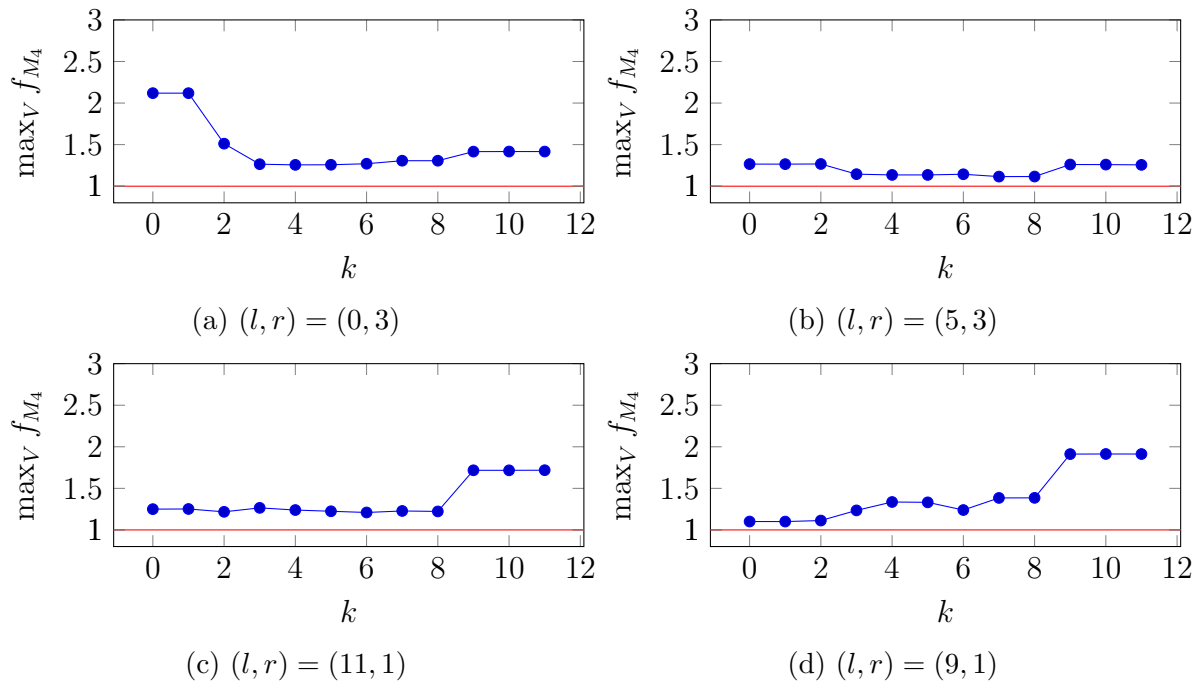 3
2.5
2
1.5
1
max_V f_{M_4}
0 2 4 6 8 10 12
k
(a) (l, r) = (0, 3)
3
2.5
2
1.5
1
max_V f_{M_4}
0 2 4 6 8 10 12
k
(b) (l, r) = (5, 3)
3
2.5
2
1.5
1
max_V f_{M_4}
0 2 4 6 8 10 12
k
(c) (l, r) = (11, 1)
3
2.5
2
1.5
1
max_V f_{M_4}
0 2 4 6 8 10 12
k
(d) (l, r) = (9, 1)